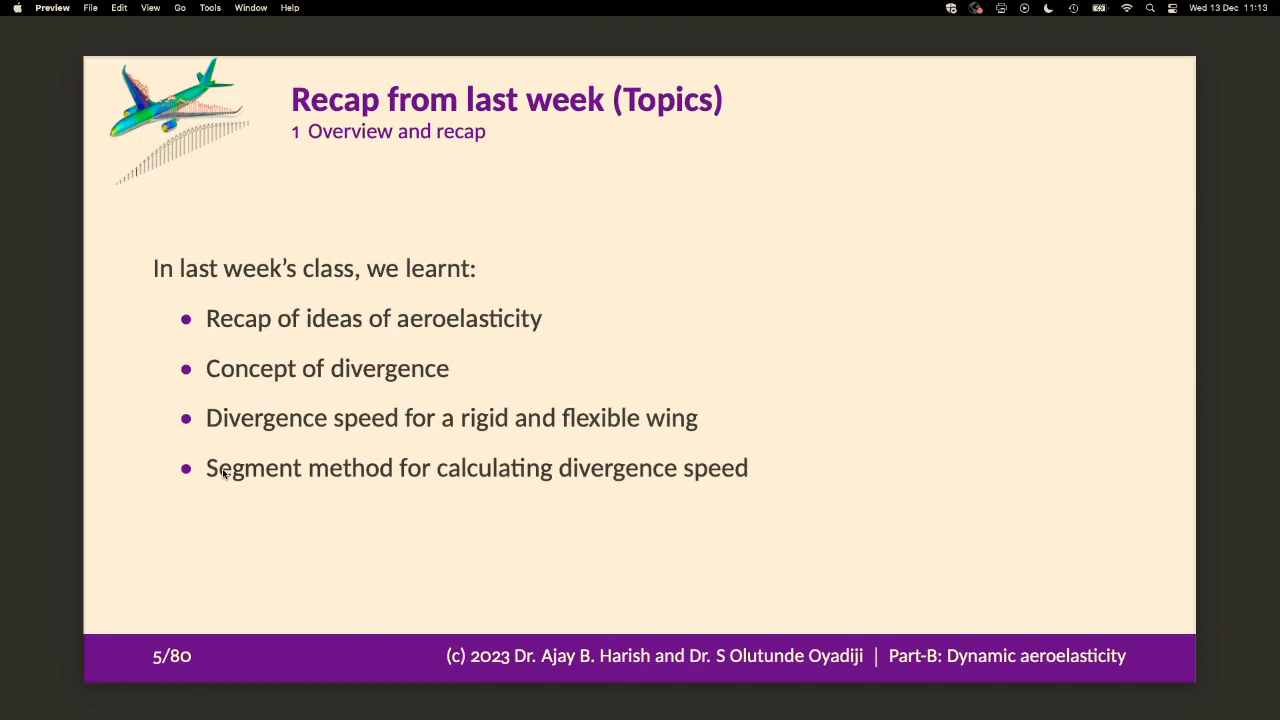 Preview File Edit View Go Tools Window Help Wed 13 Dec 11:13
Recap from last week (Topics)
1 Overview and recap
In last week’s class, we learnt:
• Recap of ideas of aeroelasticity
• Concept of divergence
• Divergence speed for a rigid and flexible wing
• Segment method for calculating divergence speed
5/80 (c) 2023 Dr. Ajay B. Harish and Dr. S Olutunde Oyadiji | Part-B: Dynamic aeroelasticity